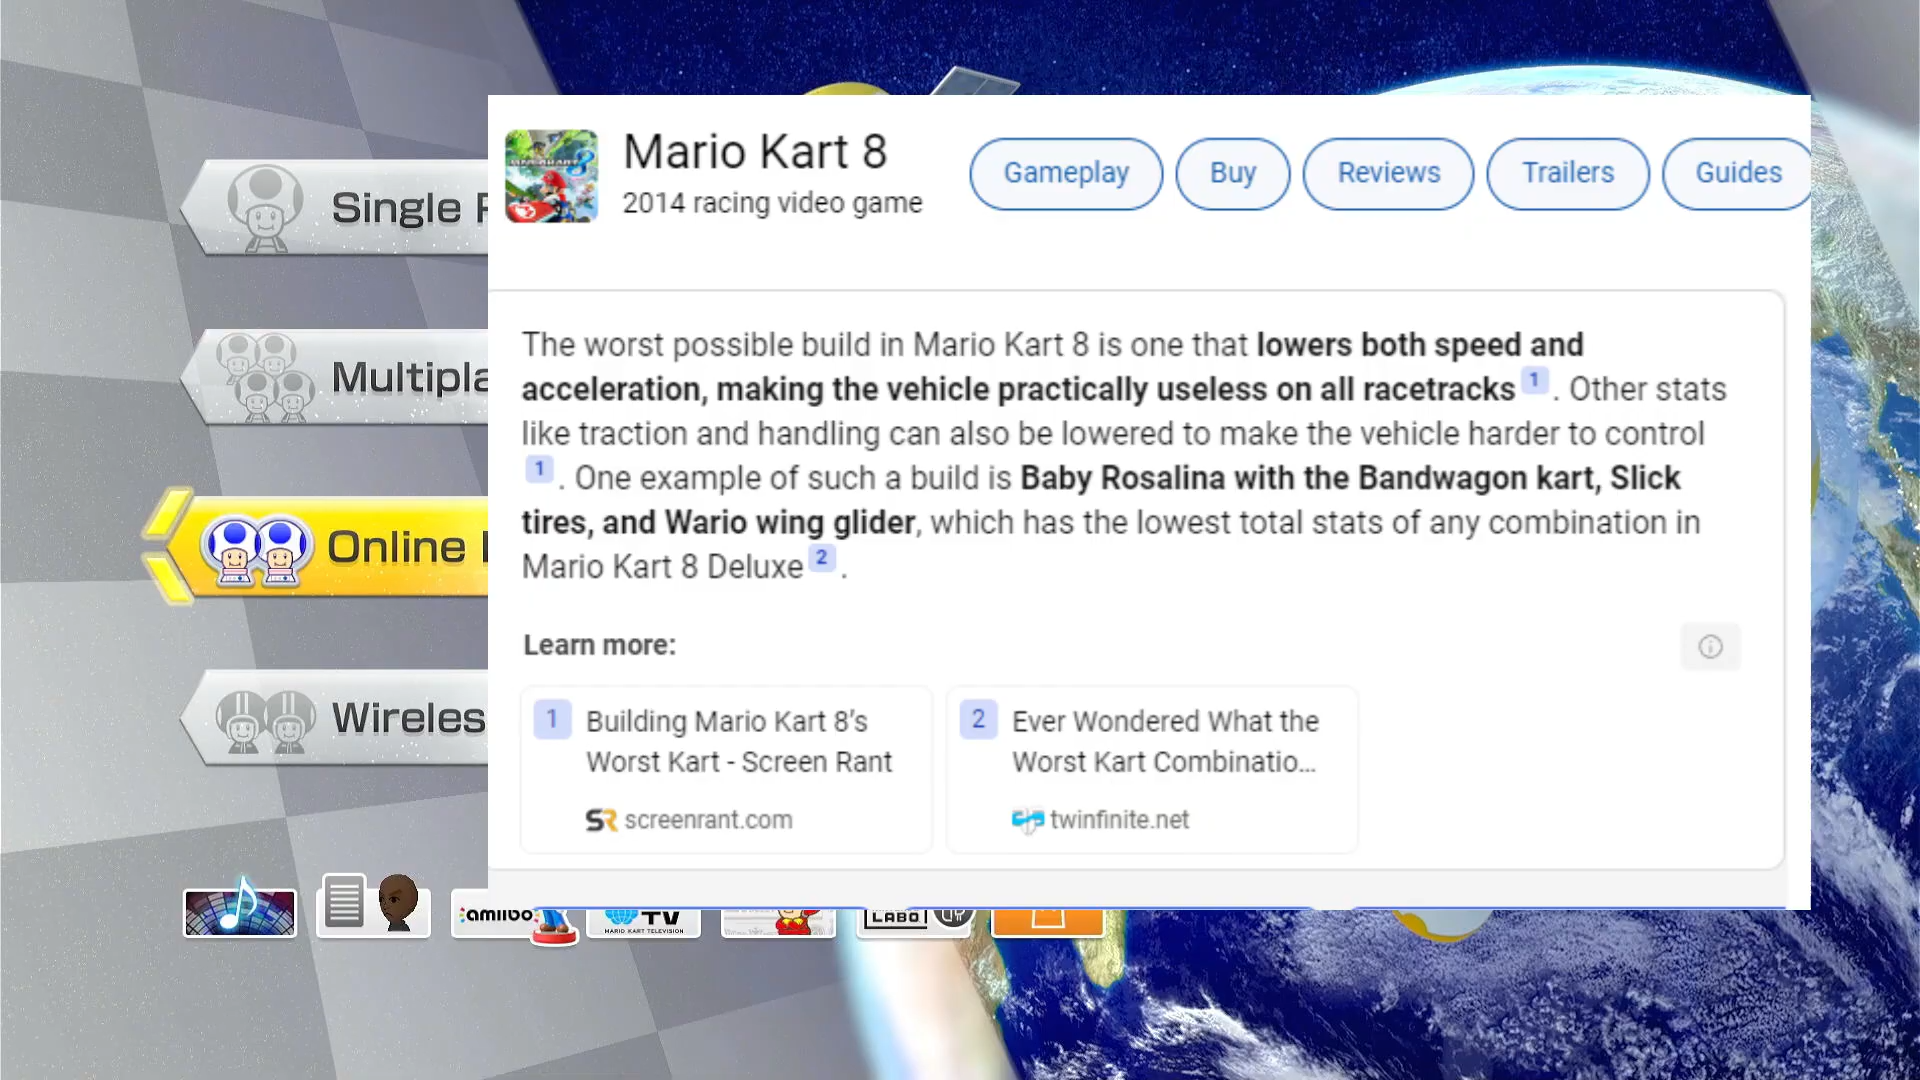 Mario Kart 8
2014 racing video game
Gameplay
Buy
Reviews
Trailers
Guides
Single
Multipla
Online
Wireles
The worst possible build in Mario Kart 8 is one that lowers both speed and
acceleration, making the vehicle practically useless on all racetracks 1 . Other stats
like traction and handling can also be lowered to make the vehicle harder to control
1 . One example of such a build is Baby Rosalina with the Bandwagon kart, Slick
tires, and Wario wing glider, which has the lowest total stats of any combination in
Mario Kart 8 Deluxe 2 .
Learn more:
1 Building Mario Kart 8's
Worst Kart - Screen Rant
SR screenrant.com
2 Ever Wondered What the
Worst Kart Combinatio...
twinfinite.net
amiibo
TV
MARIO KART TELEVISION
LABO